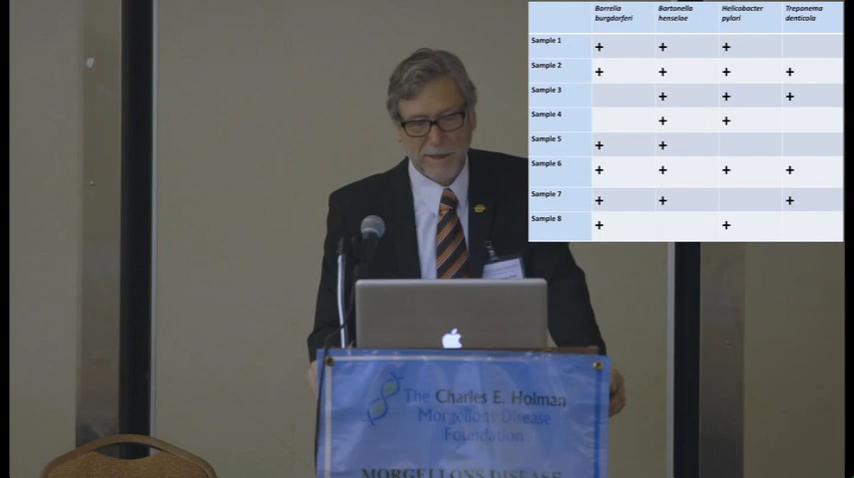 Borrelia Bartonella Helicobacter Treponema
burgdorferi henselae pylori denticola
Sample 1 + + +
Sample 2 + + + +
Sample 3 + + +
Sample 4 + +
Sample 5 + +
Sample 6 + + + +
Sample 7 + + +
Sample 8 + +
The Charles E. Holman
Morgellons Disease
Foundation
MORGELLONS DISEASE